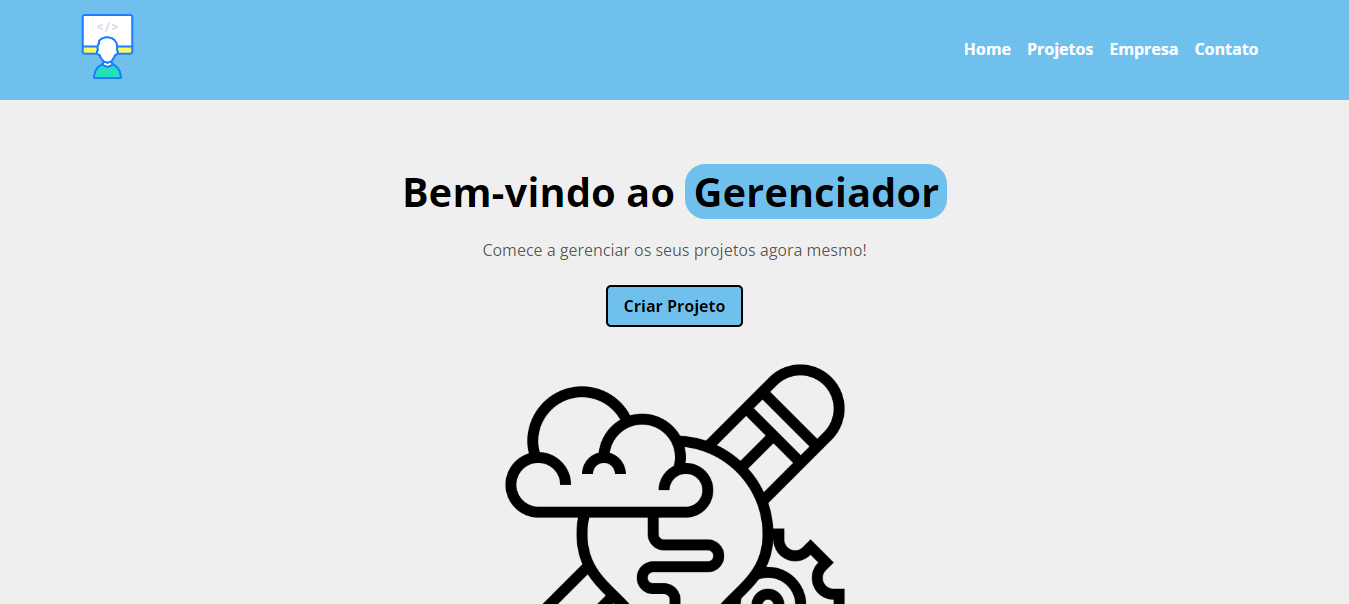 </>
Home Projetos Empresa Contato
Bem-vindo ao Gerenciador
Comece a gerenciar os seus projetos agora mesmo!
Criar Projeto